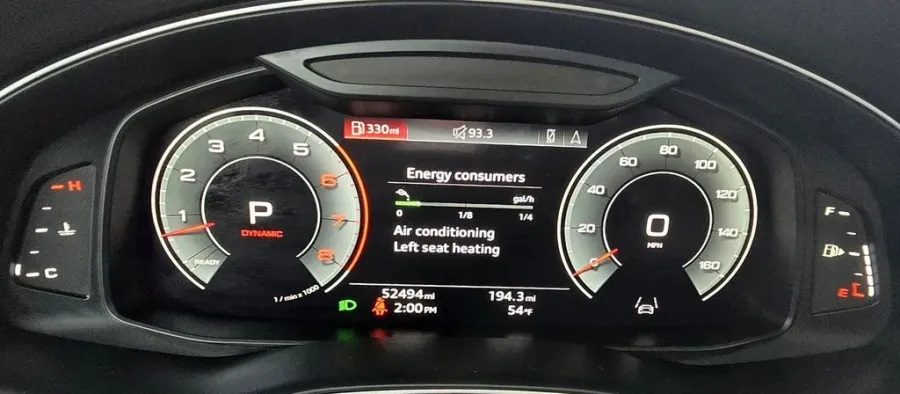 330mi
93.3
1
2
3
4
5
6
7
8
P
DYNAMIC
READY
1 / min x 1000
Energy consumers
gal/h
0 1/8 1/4
Air conditioning
Left seat heating
52494mi 194.3mi
2:00PM 54°F
0
20
40
60
80
100
120
140
160
0
MPH
H
C
F
E